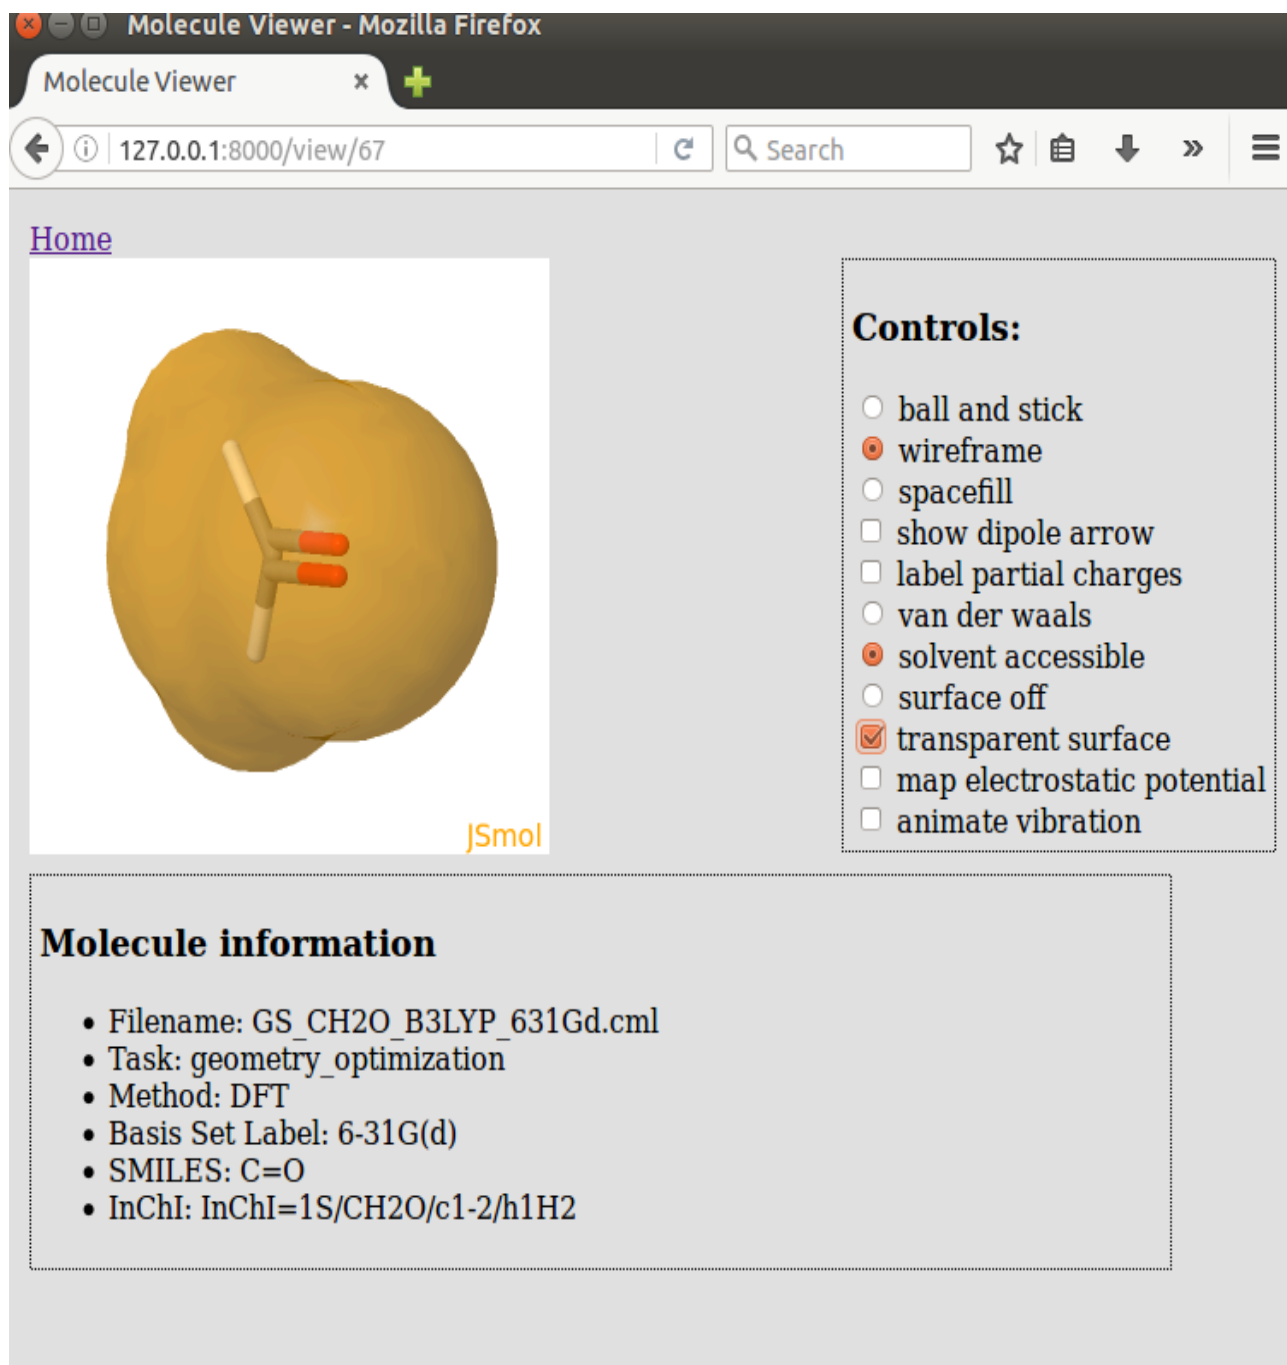 Molecule Viewer - Mozilla Firefox
Molecule Viewer
127.0.0.1:8000/view/67
Search
Home
JSmol
Controls:
ball and stick
wireframe
spacefill
show dipole arrow
label partial charges
van der waals
solvent accessible
surface off
transparent surface
map electrostatic potential
animate vibration
Molecule information
• Filename: GS_CH2O_B3LYP_631Gd.cml
• Task: geometry_optimization
• Method: DFT
• Basis Set Label: 6-31G(d)
• SMILES: C=O
• InChI: InChI=1S/CH2O/c1-2/h1H2